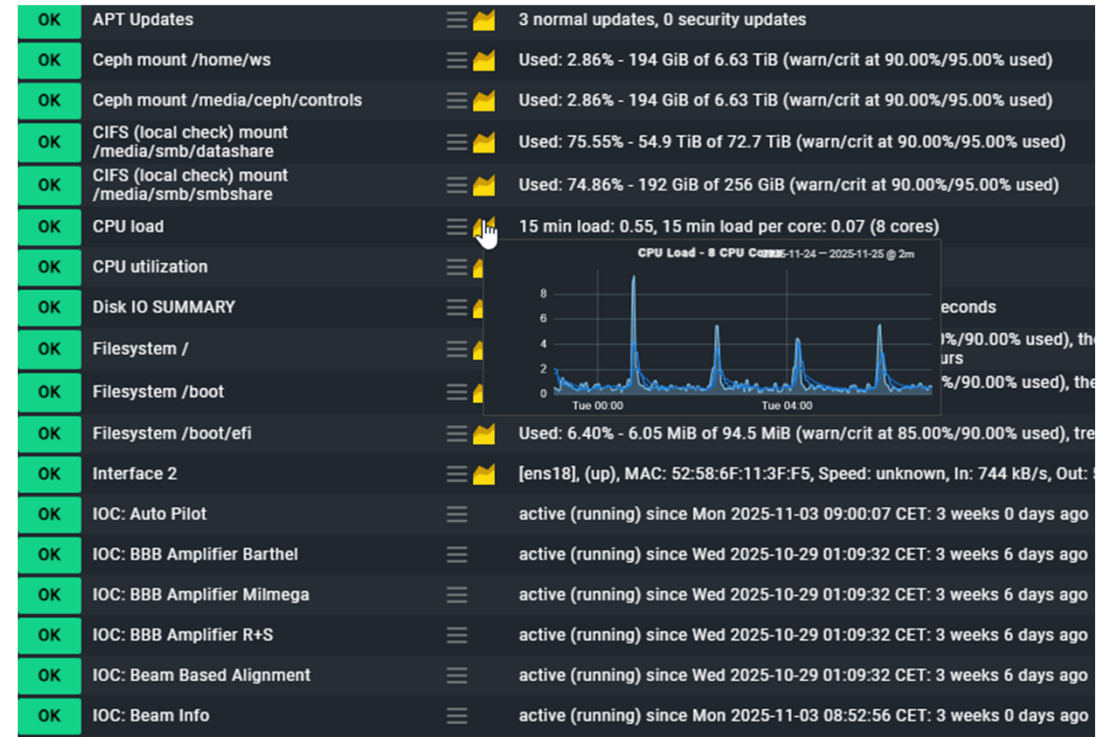 OK APT Updates 3 normal updates, 0 security updates
OK Ceph mount /home/ws Used: 2.86% - 194 GiB of 6.63 TiB (warn/crit at 90.00%/95.00% used)
OK Ceph mount /media/ceph/controls Used: 2.86% - 194 GiB of 6.63 TiB (warn/crit at 90.00%/95.00% used)
OK CIFS (local check) mount
/media/smb/datashare Used: 75.55% - 54.9 TiB of 72.7 TiB (warn/crit at 90.00%/95.00% used)
OK CIFS (local check) mount
/media/smb/smbshare Used: 74.86% - 192 GiB of 256 GiB (warn/crit at 90.00%/95.00% used)
OK CPU load 15 min load: 0.55, 15 min load per core: 0.07 (8 cores)
CPU Load - 8 CPU 5-11-24 — 2025-11-25 @ 2m
OK CPU utilization
8
OK Disk IO SUMMARY econds
6
OK Filesystem / %/90.00% used), the
4 urs
2
OK Filesystem /boot %/90.00% used), the
0
Tue 00:00 Tue 04:00
OK Filesystem /boot/efi Used: 6.40% - 6.05 MiB of 94.5 MiB (warn/crit at 85.00%/90.00% used), tre
OK Interface 2 [ens18], (up), MAC: 52:58:6F:11:3F:F5, Speed: unknown, In: 744 kB/s, Out:
OK IOC: Auto Pilot active (running) since Mon 2025-11-03 09:00:07 CET: 3 weeks 0 days ago
OK IOC: BBB Amplifier Barthel active (running) since Wed 2025-10-29 01:09:32 CET: 3 weeks 6 days ago
OK IOC: BBB Amplifier Milmega active (running) since Wed 2025-10-29 01:09:32 CET: 3 weeks 6 days ago
OK IOC: BBB Amplifier R+S active (running) since Wed 2025-10-29 01:09:32 CET: 3 weeks 6 days ago
OK IOC: Beam Based Alignment active (running) since Wed 2025-10-29 01:09:32 CET: 3 weeks 6 days ago
OK IOC: Beam Info active (running) since Mon 2025-11-03 08:52:56 CET: 3 weeks 0 days ago